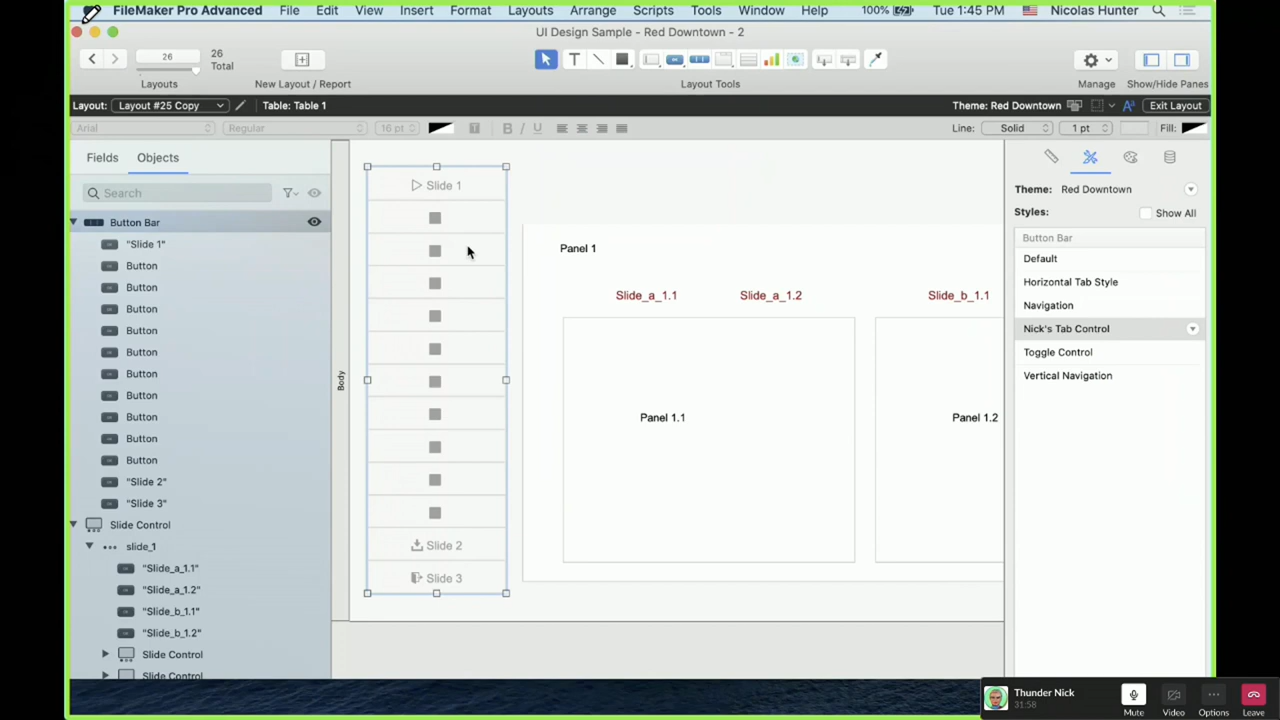 FileMaker Pro Advanced File Edit View Insert Format Layouts Arrange Scripts Tools Window Help 100% Tue 1:45 PM Nicolas Hunter
UI Design Sample - Red Downtown - 2
26 26 Total
Layouts New Layout / Report Layout Tools Manage Show/Hide Panes
Layout: Layout #25 Copy Table: Table 1 Theme: Red Downtown Exit Layout
Arial Regular 16 pt B I U Line: Solid 1 pt Fill:
Fields Objects
Search
Button Bar
"Slide 1"
Button
Button
Button
Button
Button
Button
Button
Button
Button
Button
"Slide 2"
"Slide 3"
Slide Control
slide_1
"Slide_a_1.1"
"Slide_a_1.2"
"Slide_b_1.1"
"Slide_b_1.2"
Slide Control
Slide Control
Body
Slide 1
Slide 2
Slide 3
Panel 1
Slide_a_1.1 Slide_a_1.2 Slide_b_1.1
Panel 1.1 Panel 1.2
Theme: Red Downtown
Styles: Show All
Button Bar
Default
Horizontal Tab Style
Navigation
Nick's Tab Control
Toggle Control
Vertical Navigation
Thunder Nick
31:58
Mute Video Options Leave